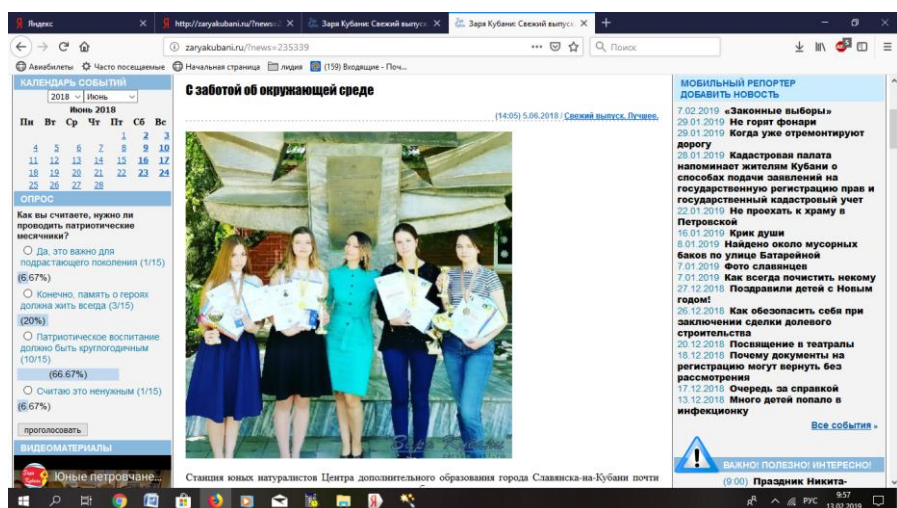 Яндекс
http://zaryakubani.ru/?news=2
Заря Кубани: Свежий выпуск
Заря Кубани: Свежий выпуск
zaryakubani.ru/?news=235339
Поиск
Авиабилеты Часто посещаемые Начальная страница лидия (159) Входящие - Поч...
КАЛЕНДАРЬ СОБЫТИЙ
2018 Июнь
Июнь 2018
Пн Вт Ср Чт Пт Сб Вс
1 2 3
4 5 6 7 8 9 10
11 12 13 14 15 16 17
18 19 20 21 22 23 24
25 26 27 28
ОПРОС
Как вы считаете, нужно ли
проводить патриотические
месячники?
Да, это важно для
подрастающего поколения (1/15)
(6.67%)
Конечно, память о героях
должна жить всегда (3/15)
(20%)
Патриотическое воспитание
должно быть круглогодичным
(10/15)
(66.67%)
Считаю это ненужным (1/15)
(6.67%)
проголосовать
ВИДЕОМАТЕРИАЛЫ
Юные петровчане...
С заботой об окружающей среде
(14:05) 5.06.2018 / Свежий выпуск. Лучшее.
Заря Кубани
Станция юных натуралистов Центра дополнительного образования города Славянска-на-Кубани почти
МОБИЛЬНЫЙ РЕПОРТЕР
ДОБАВИТЬ НОВОСТЬ
7.02.2019 «Законные выборы»
29.01.2019 Не горят фонари
29.01.2019 Когда уже отремонтируют
дорогу
28.01.2019 Кадастровая палата
напоминает жителям Кубани о
способах подачи заявлений на
государственную регистрацию прав и
государственный кадастровый учет
22.01.2019 Не проехать к храму в
Петровской
16.01.2019 Крик души
8.01.2019 Найдено около мусорных
баков по улице Батарейной
7.01.2019 Фото славянцев
7.01.2019 Как всегда почистить некому
27.12.2018 Поздравили детей с Новым
годом!
26.12.2018 Как обезопасить себя при
заключении сделки долевого
строительства
20.12.2018 Посвящение в театралы
18.12.2018 Почему документы на
регистрацию могут вернуть без
рассмотрения
17.12.2018 Очередь за справкой
13.12.2018 Много детей попало в
инфекционку
Все события »
ВАЖНО! ПОЛЕЗНО! ИНТЕРЕСНО!
(9:00) Праздник Никита-
РУС
9:57
13.02.2019